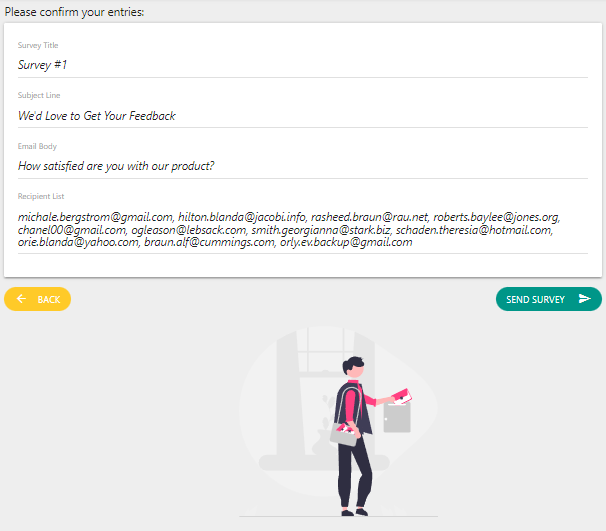 Please confirm your entries:
Survey Title
Survey #1
Subject Line
We'd Love to Get Your Feedback
Email Body
How satisfied are you with our product?
Recipient List
michale.bergstrom@gmail.com, hilton.blanda@jacobi.info, rasheed.braun@rau.net, roberts.baylee@jones.org,
chanel00@gmail.com, ogleason@lebsack.com, smith.georgianna@stark.biz, schaden.theresia@hotmail.com,
orie.blanda@yahoo.com, braun.alf@cummings.com, orly.ev.backup@gmail.com
BACK
SEND SURVEY